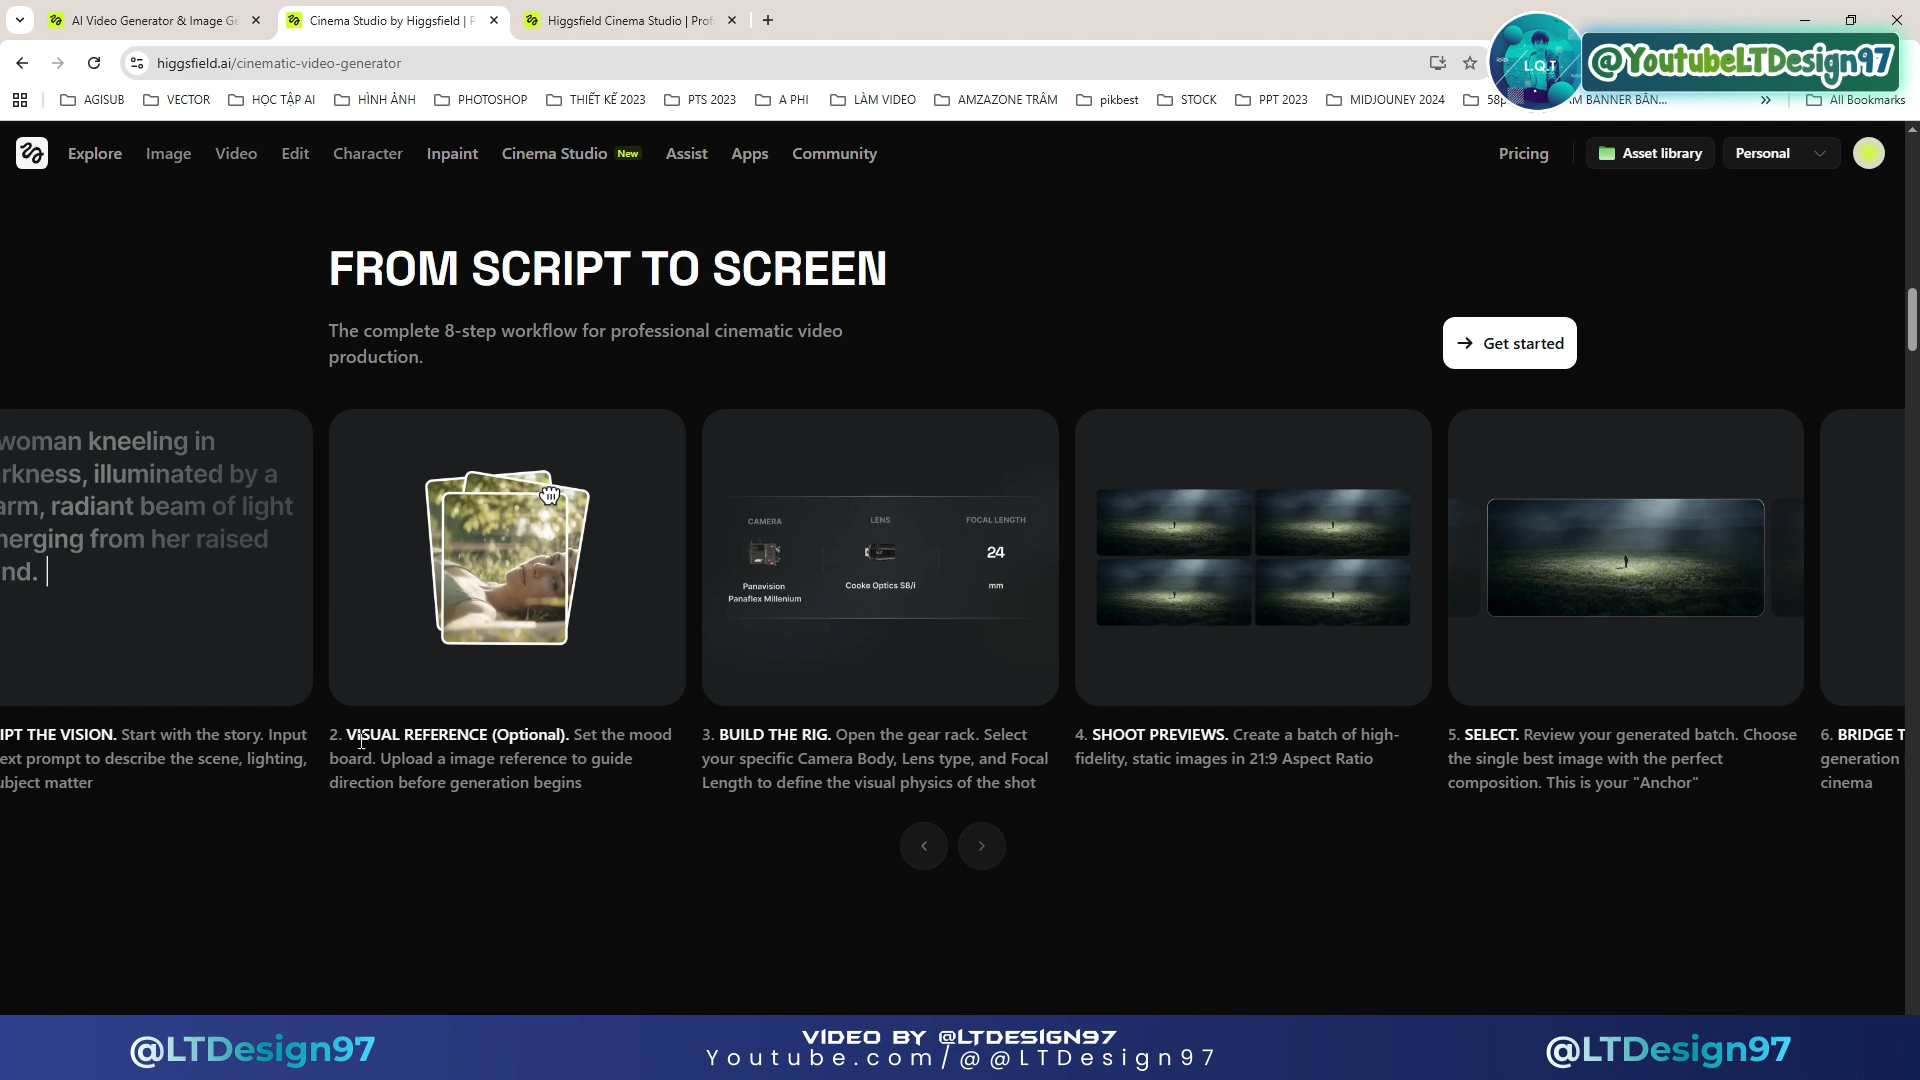 AI Video Generator & Image Ge
Cinema Studio by Higgsfield | P
Higgsfield Cinema Studio | Prof
higgsfield.ai/cinematic-video-generator
L.Q.T
@YoutubeLTDesign97
AGISUB
VECTOR
HỌC TẬP AI
HÌNH ẢNH
PHOTOSHOP
THIẾT KẾ 2023
PTS 2023
A PHI
LÀM VIDEO
AMZAZONE TRÂM
pikbest
STOCK
PPT 2023
MIDJOUNEY 2024
58p
M BANNER BÁN...
All Bookmarks
Explore
Image
Video
Edit
Character
Inpaint
Cinema Studio New
Assist
Apps
Community
Pricing
Asset library
Personal
FROM SCRIPT TO SCREEN
The complete 8-step workflow for professional cinematic video
production.
Get started
woman kneeling in
rkness, illuminated by a
arm, radiant beam of light
nerging from her raised
nd.
CAMERA
LENS
FOCAL LENGTH
24
Panavision
Panaflex Millenium
Cooke Optics S8/i
mm
IPT THE VISION. Start with the story. Input
ext prompt to describe the scene, lighting,
ubject matter
2. VISUAL REFERENCE (Optional). Set the mood
board. Upload a image reference to guide
direction before generation begins
3. BUILD THE RIG. Open the gear rack. Select
your specific Camera Body, Lens type, and Focal
Length to define the visual physics of the shot
4. SHOOT PREVIEWS. Create a batch of high-
fidelity, static images in 21:9 Aspect Ratio
5. SELECT. Review your generated batch. Choose
the single best image with the perfect
composition. This is your "Anchor"
6. BRIDGE T
generation
cinema
@LTDesign97
VIDEO BY @LTDESIGN97
Youtube.com/@@LTDesign97
@LTDesign97